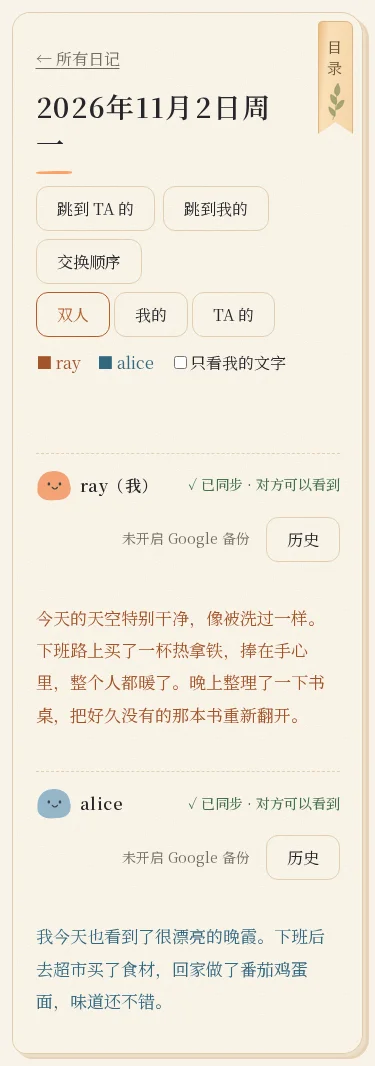 ← 所有日记
目录
2026年11月2日周
一
跳到 TA 的 跳到我的
交换顺序
双人 我的 TA 的
ray alice 只看我的文字
ray（我） ✓ 已同步 · 对方可以看到
未开启 Google 备份 历史
今天的天空特别干净，像被洗过一样。
下班路上买了一杯热拿铁，捧在手心
里，整个人都暖了。晚上整理了一下书
桌，把好久没有的那本书重新翻开。
alice ✓ 已同步 · 对方可以看到
未开启 Google 备份 历史
我今天也看到了很漂亮的晚霞。下班后
去超市买了食材，回家做了番茄鸡蛋
面，味道还不错。